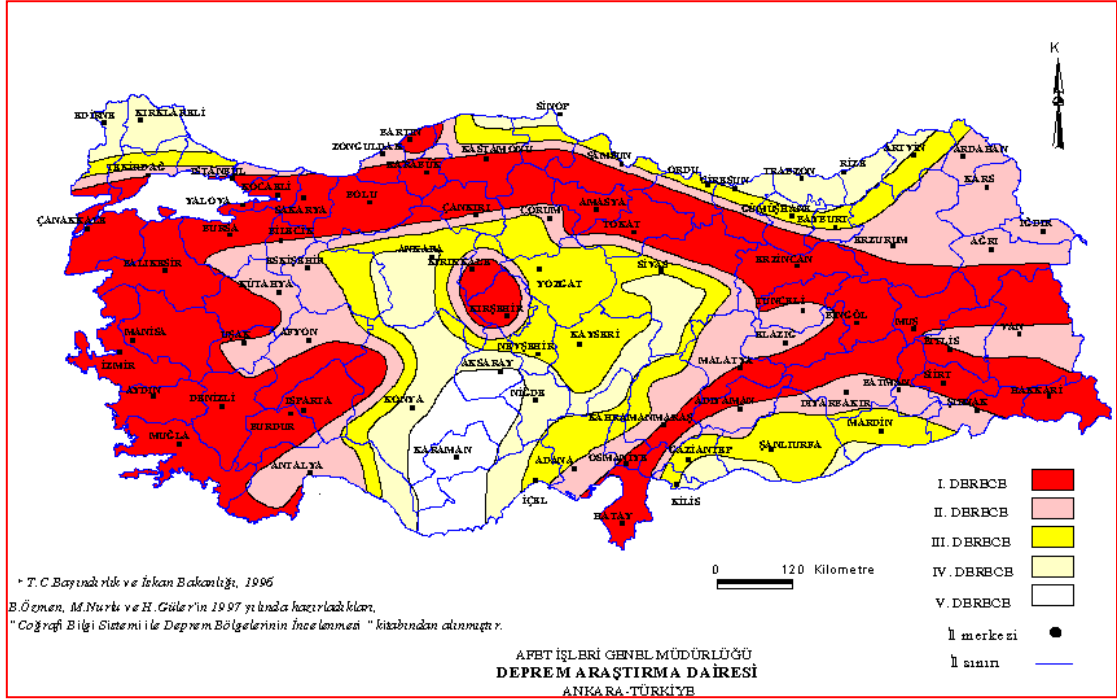 K
SİNOP
EDİRNE
KIRKLARELİ
BARTIN
ZONGULDAK
KASTAMONU
KARABÜK
SAMSUN
ARTVİN
ARDAHAN
TEKİRDAĞ
İSTANBUL
ORDU
GİRESUN
TRABZON
RİZE
KARS
KOCAELİ
YALOVA
SAKARYA
BOLU
ÇANKIRI
ÇORUM
AMASYA
TOKAT
GÜMÜŞHANE
BAYBURT
ÇANAKKALE
BURSA
BİLECİK
ERZURUM
AĞRI
IĞDIR
BALIKESİR
ESKİŞEHİR
ANKARA
KIRIKKALE
YOZGAT
SİVAS
ERZİNCAN
KÜTAHYA
KIRŞEHİR
TUNCELİ
BİNGÖL
MUŞ
VAN
MANİSA
UŞAK
AFYON
NEVŞEHİR
KAYSERİ
ELAZIĞ
BİTLİS
İZMİR
AKSARAY
MALATYA
SİİRT
AYDIN
DENİZLİ
ISPARTA
KONYA
NİĞDE
ADIYAMAN
DİYARBAKIR
BATMAN
ŞIRNAK
HAKKARİ
MUĞLA
BURDUR
KAHRAMANMARAŞ
MARDİN
ANTALYA
KARAMAN
ADANA
OSMANİYE
GAZİANTEP
ŞANLIURFA
İÇEL
KİLİS
HATAY
I. DERECE
II. DERECE
III. DERECE
IV. DERECE
V. DERECE
İl merkezi
İl sınırı
0 120 Kilometre
* T.C Bayındırlık ve İskan Bakanlığı, 1996
B.Özmen, M.Nurlu ve H.Güler'in 1997 yılında hazırladıkları,
"Coğrafi Bilgi Sistemi ile Deprem Bölgelerinin İncelenmesi" kitabından alınmıştır.
AFET İŞLERİ GENEL MÜDÜRLÜĞÜ
DEPREM ARAŞTIRMA DAİRESİ
ANKARA-TÜRKİYE